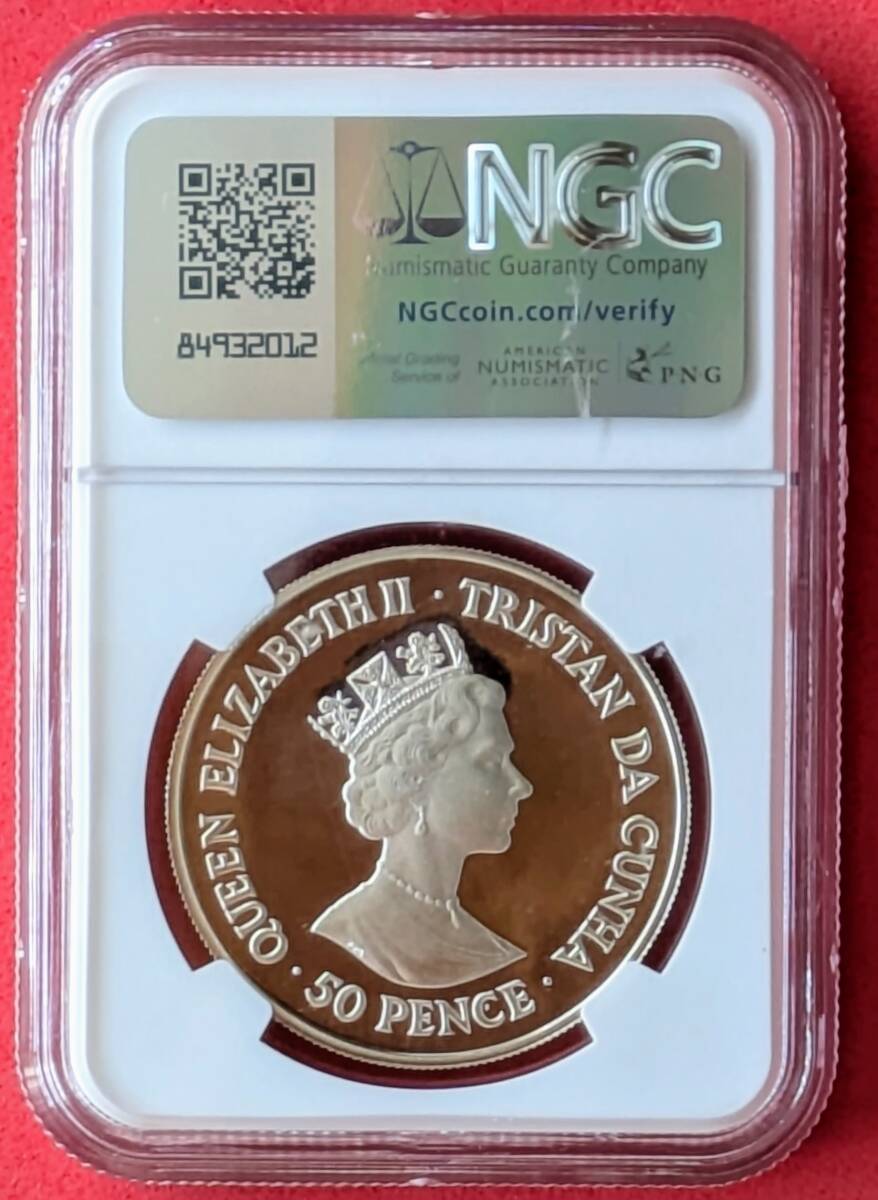 NGC
Numismatic Guaranty Company
NGCcoin.com/verify
84932012
Official Grading
Service of
AMERICAN
NUMISMATIC
ASSOCIATION
PNG
QUEEN ELIZABETH II · TRISTAN DA CUNHA
· 50 PENCE ·